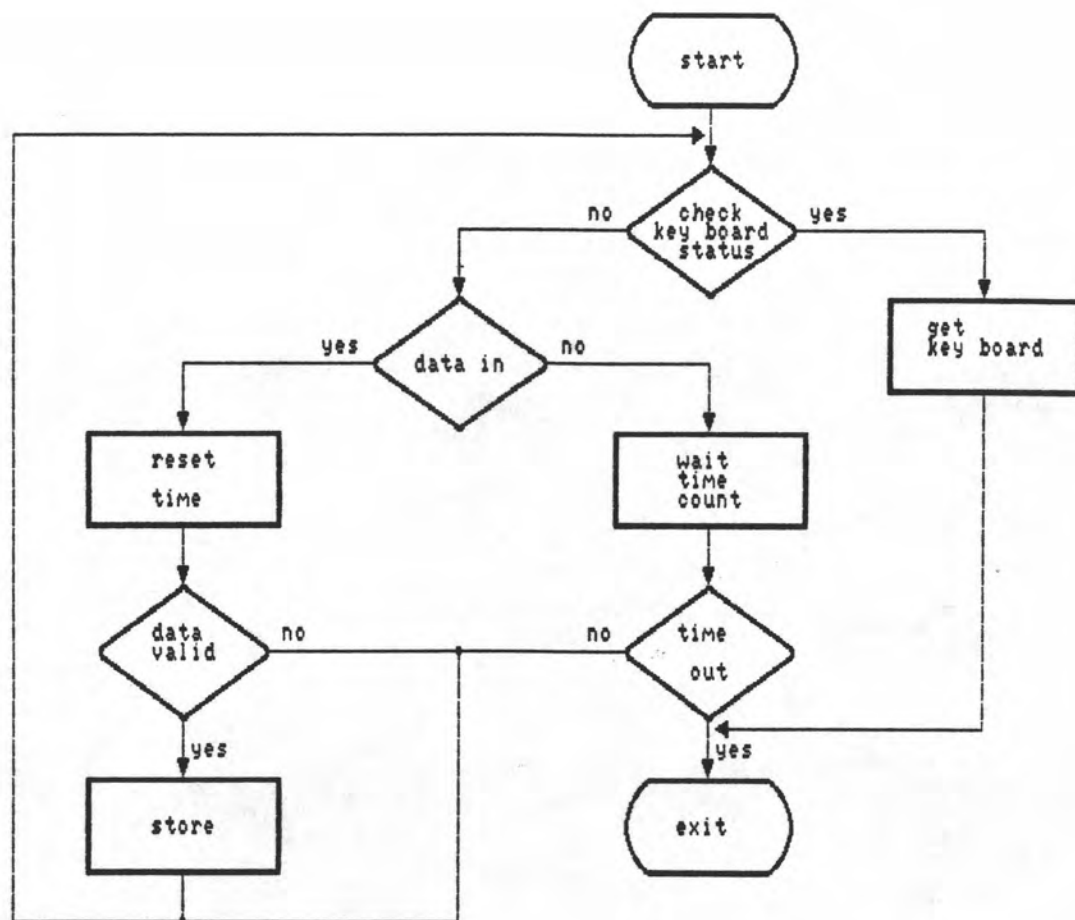 start
no
check
key board
status
yes
get
key board
yes
data in
no
reset
time
wait
time
count
data
valid
no
no
time
out
yes
yes
store
exit